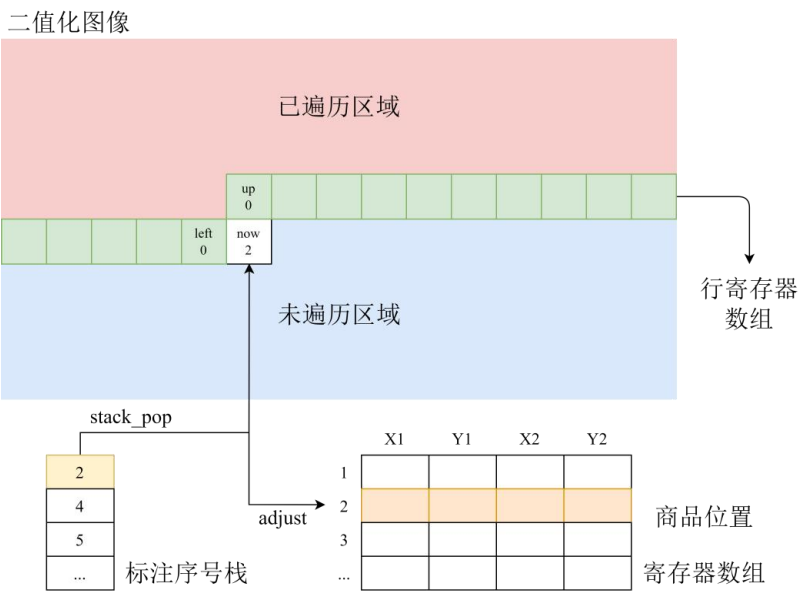 二值化图像
已遍历区域
up
0
left
0
now
2
未遍历区域
行寄存器
数组
stack_pop
2
4
5
...
标注序号栈
adjust
X1 Y1 X2 Y2
1
2
3
...
商品位置
寄存器数组